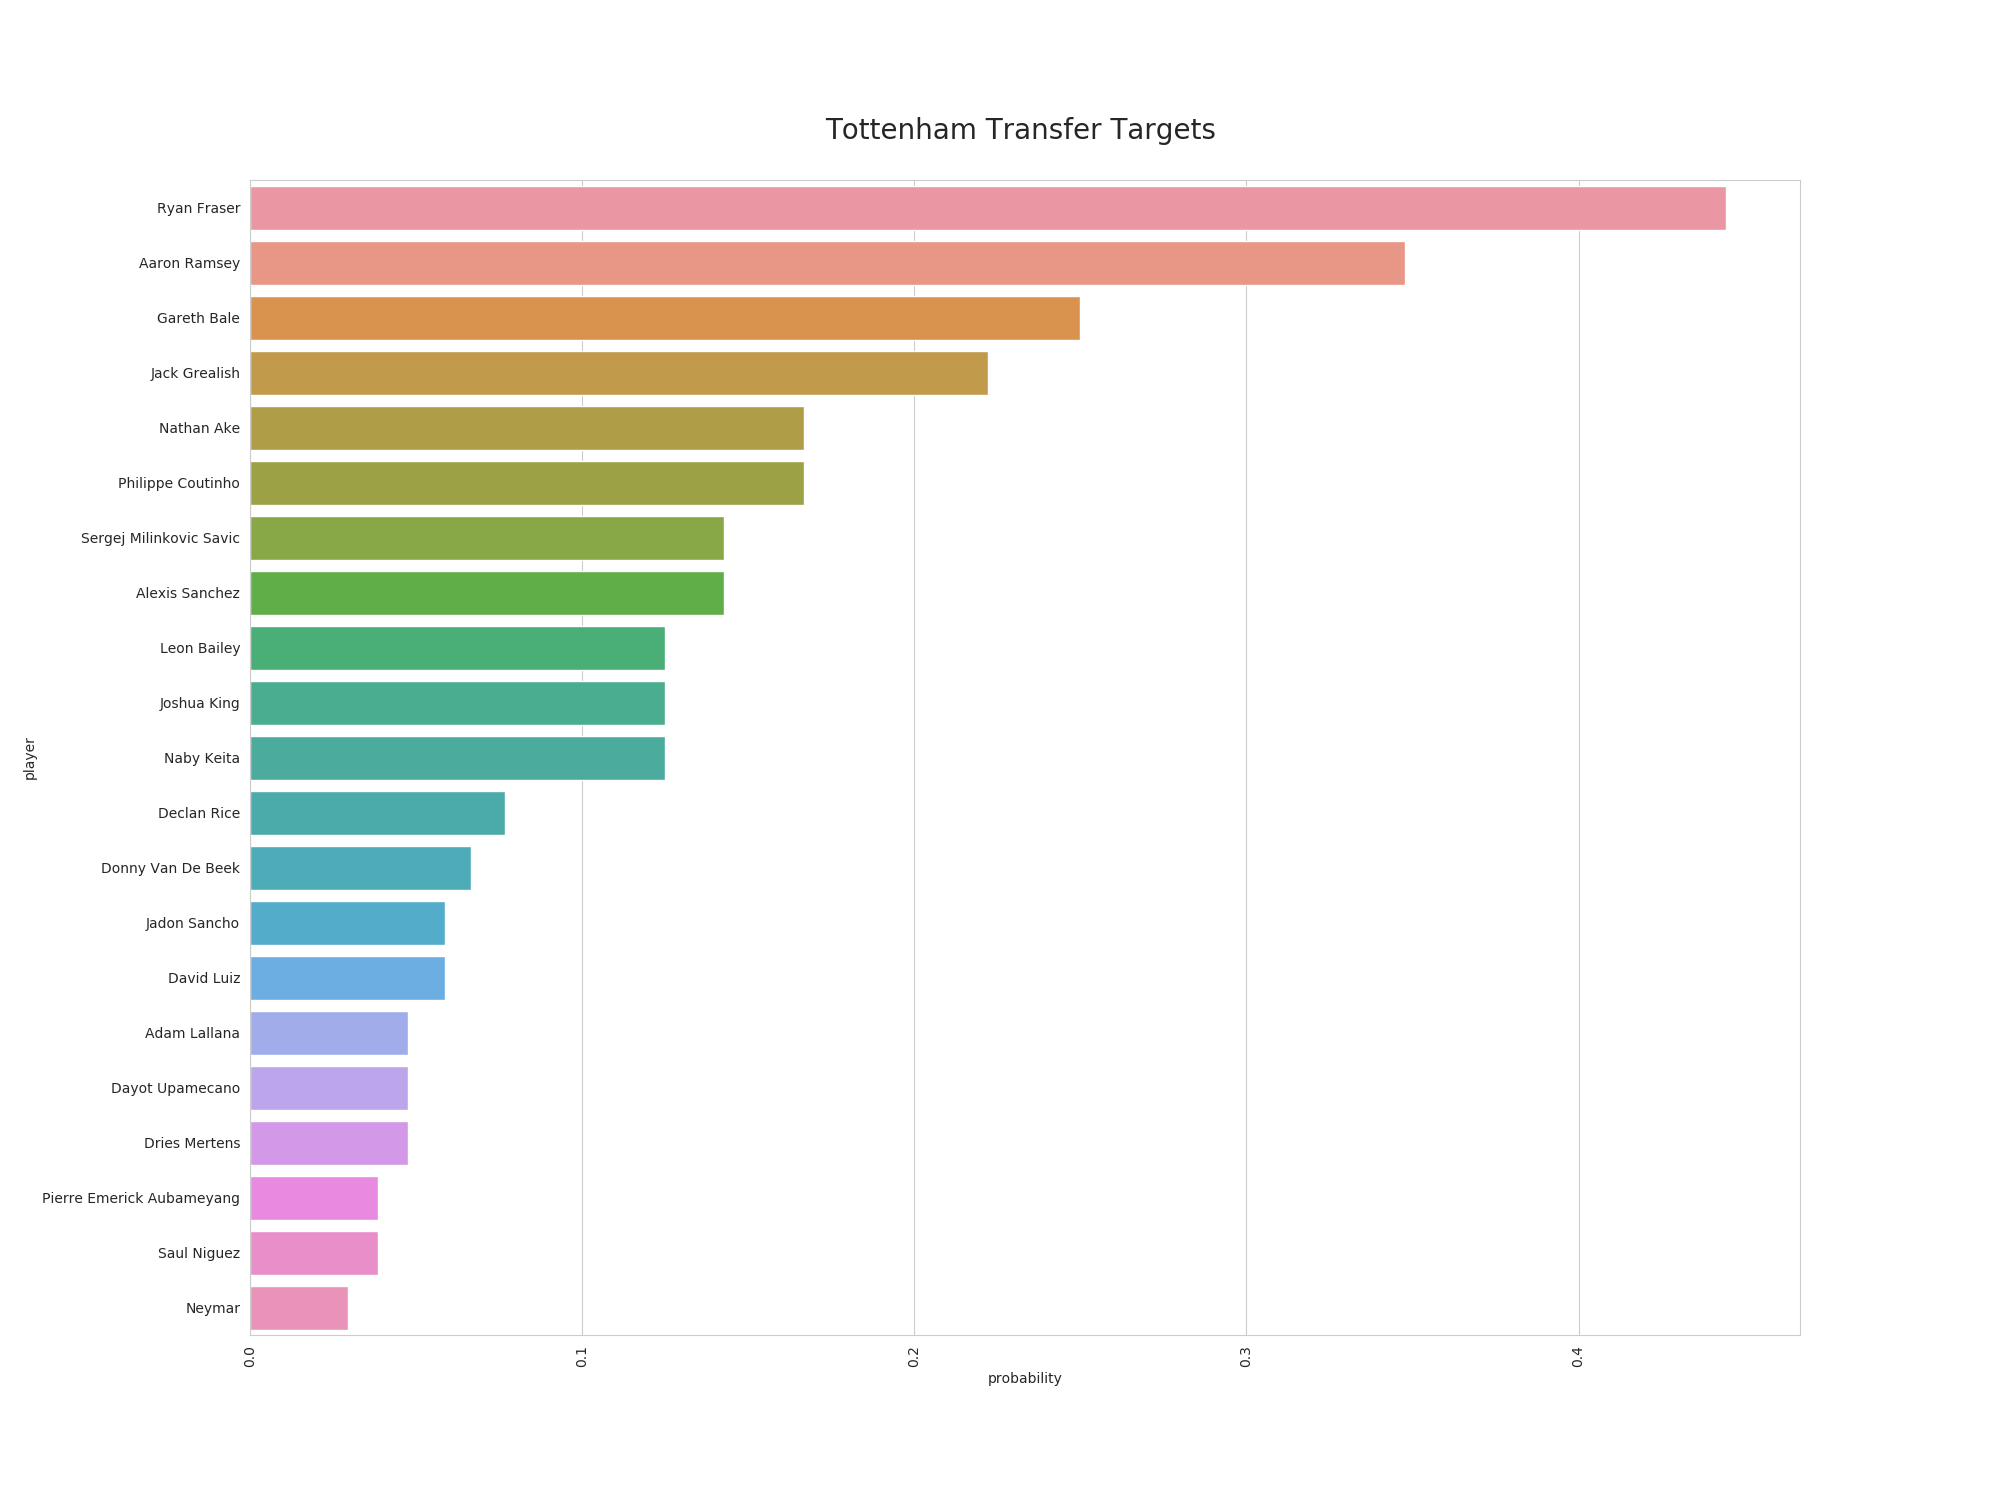 Tottenham Transfer Targets
Ryan Fraser
Aaron Ramsey
Gareth Bale
Jack Grealish
Nathan Ake
Philippe Coutinho
Sergej Milinkovic Savic
Alexis Sanchez
Leon Bailey
Joshua King
Naby Keita
Declan Rice
Donny Van De Beek
Jadon Sancho
David Luiz
Adam Lallana
Dayot Upamecano
Dries Mertens
Pierre Emerick Aubameyang
Saul Niguez
Neymar
player
0.0
0.1
0.2
0.3
0.4
probability